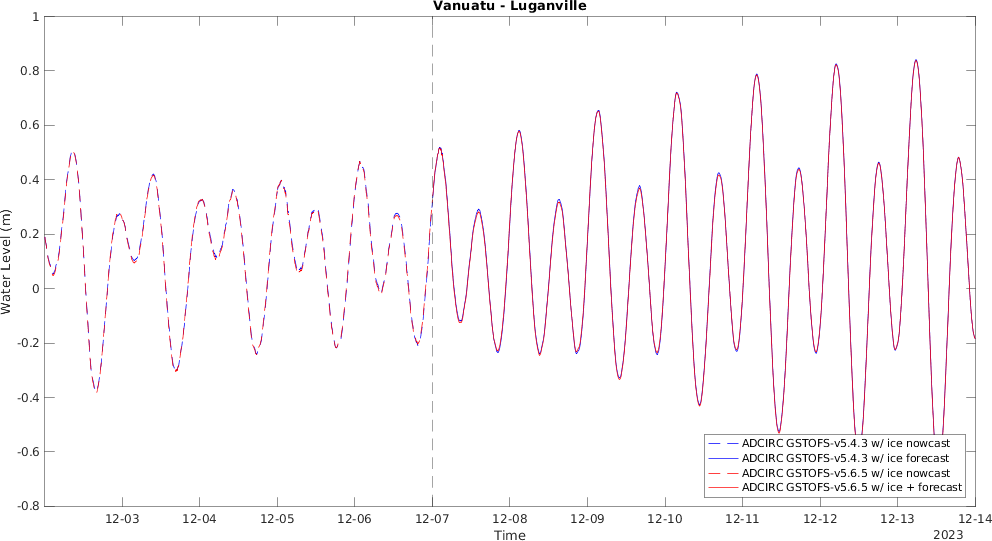 Vanuatu - Luganville
1
0.8
0.6
0.4
0.2
0
-0.2
-0.4
-0.6
-0.8
Water Level (m)
ADCIRC GSTOFS-v5.4.3 w/ ice nowcast
ADCIRC GSTOFS-v5.4.3 w/ ice forecast
ADCIRC GSTOFS-v5.6.5 w/ ice nowcast
ADCIRC GSTOFS-v5.6.5 w/ ice + forecast
12-03 12-04 12-05 12-06 12-07 12-08 12-09 12-10 12-11 12-12 12-13 12-14
Time
2023